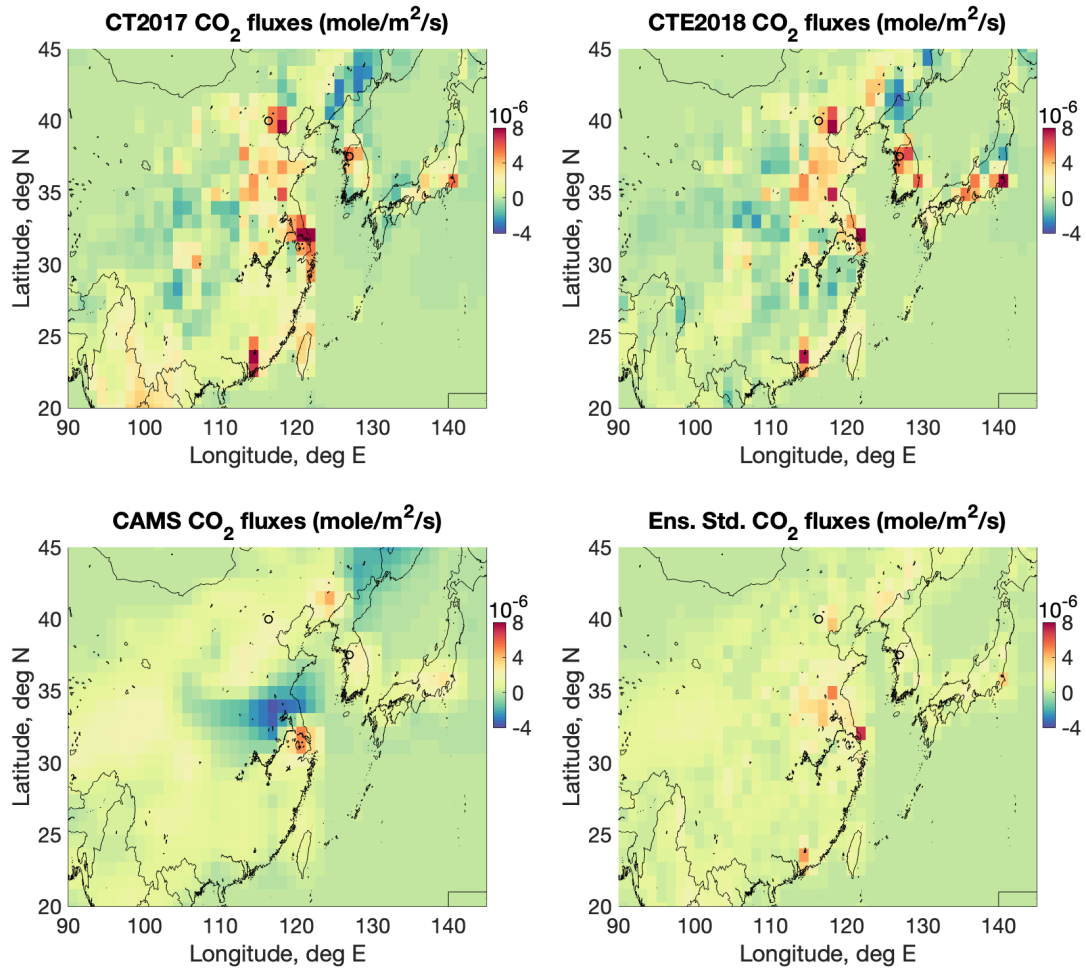 CT2017 CO2 fluxes (mole/m2/s)
45
40
35
30
25
20
90 100 110 120 130 140
Latitude, deg N
Longitude, deg E
10-6
8
4
0
-4
CTE2018 CO2 fluxes (mole/m2/s)
45
40
35
30
25
20
90 100 110 120 130 140
Latitude, deg N
Longitude, deg E
10-6
8
4
0
-4
CAMS CO2 fluxes (mole/m2/s)
45
40
35
30
25
20
90 100 110 120 130 140
Latitude, deg N
Longitude, deg E
10-6
8
4
0
-4
Ens. Std. CO2 fluxes (mole/m2/s)
45
40
35
30
25
20
90 100 110 120 130 140
Latitude, deg N
Longitude, deg E
10-6
8
4
0
-4